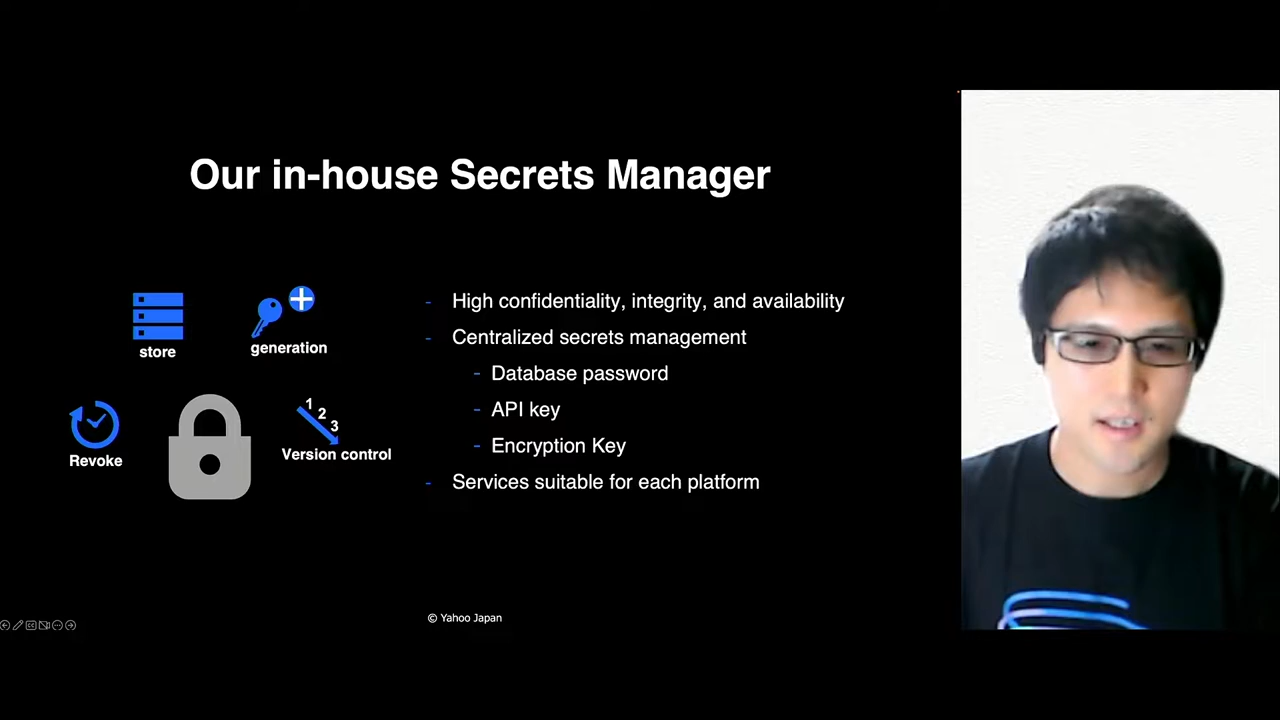 Our in-house Secrets Manager
store
generation
Revoke
1
2
3
Version control
- High confidentiality, integrity, and availability
- Centralized secrets management
- Database password
- API key
- Encryption Key
- Services suitable for each platform
© Yahoo Japan